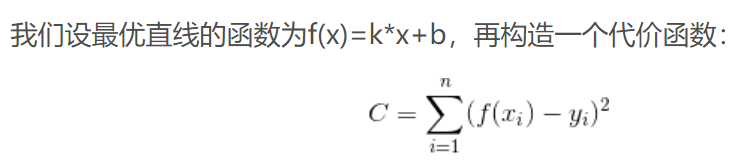 我们设最优直线的函数为f(x)=k*x+b，再构造一个代价函数：
C = \sum_{i=1}^{n} (f(x_i) - y_i)^2